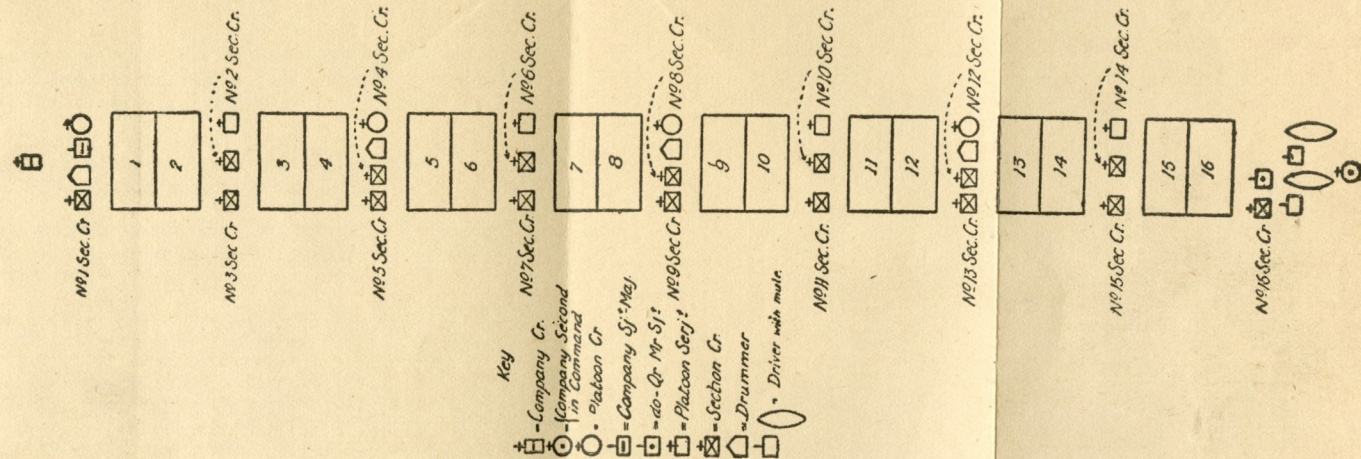 Nº1 Sec. Cr
1
2
Nº2 Sec. Cr.
Nº3 Sec Cr.
3
4
Nº4 Sec. Cr.
Nº5 Sec. Cr.
5
6
Nº6 Sec. Cr.
Nº7 Sec. Cr.
7
8
Nº8 Sec. Cr.
Nº9 Sec Cr.
9
10
Nº10 Sec Cr.
Nº11 Sec. Cr.
11
12
Nº12 Sec Cr.
Nº13 Sec. Cr.
13
14
Nº14 Sec. Cr.
Nº15 Sec. Cr.
15
16
Nº16 Sec. Cr.
Key
- Company Cr.
- Company Second
in Command
- Platoon Cr
= Company Sjt Maj.
= do- Qr Mr Sjt
= Platoon Serjt
= Section Cr.
= Drummer
- Driver with mule.